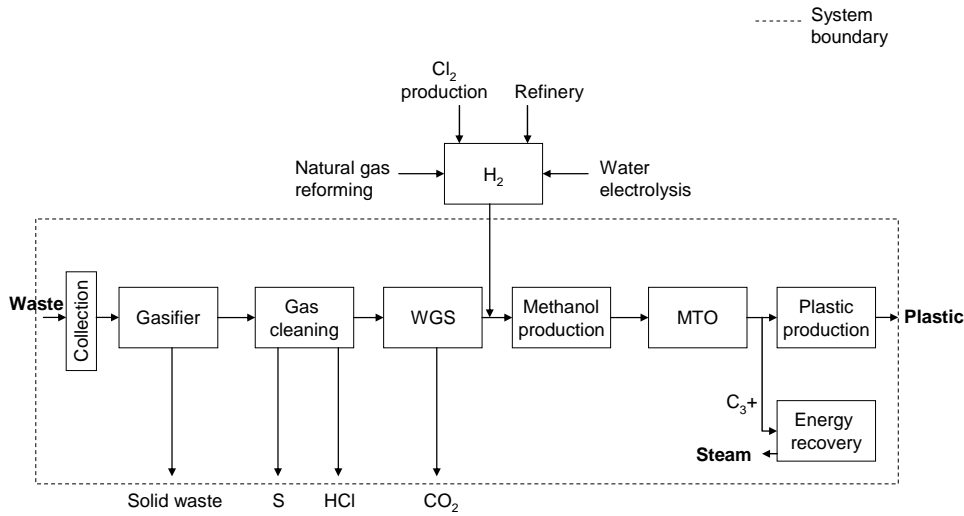 System
boundary
Cl₂
production
Refinery
Natural gas
reforming
H₂
Water
electrolysis
Waste
Collection
Gasifier
Gas
cleaning
WGS
Methanol
production
MTO
Plastic
production
Plastic
C₃+
Energy
recovery
Steam
Solid waste
S
HCl
CO₂